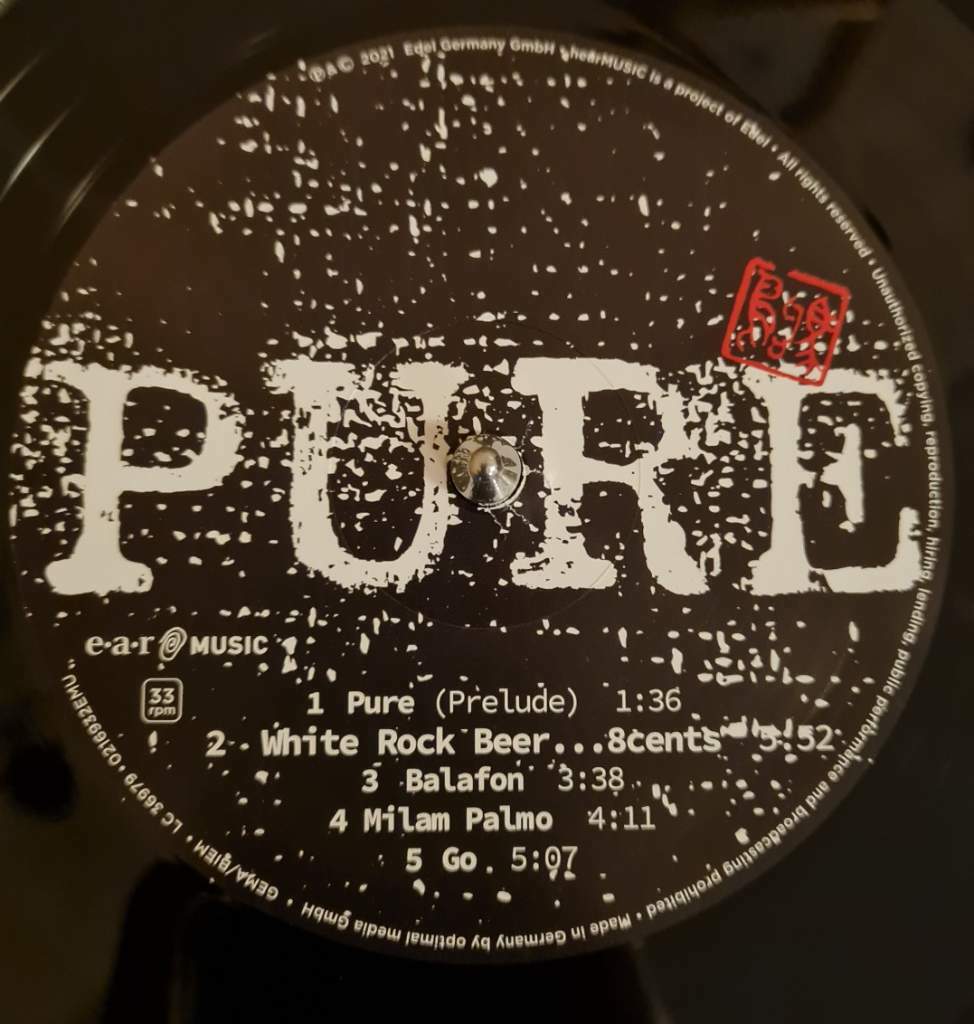 ℗&© 2021 Edel Germany GmbH • earMUSIC is a project of Edel • All rights reserved • Unauthorized copying, reproduction, hiring, lending, public performance and broadcasting prohibited • Made in Germany by optimal media GmbH • GEMA/BIEM • LC 36979 • 0216932EMU
PURE
e·a·r MUSIC
33
rpm
1 Pure (Prelude) 1:36
2 White Rock Beer...8cents 5:52
3 Balafon 3:38
4 Milam Palmo 4:11
5 Go 5:07